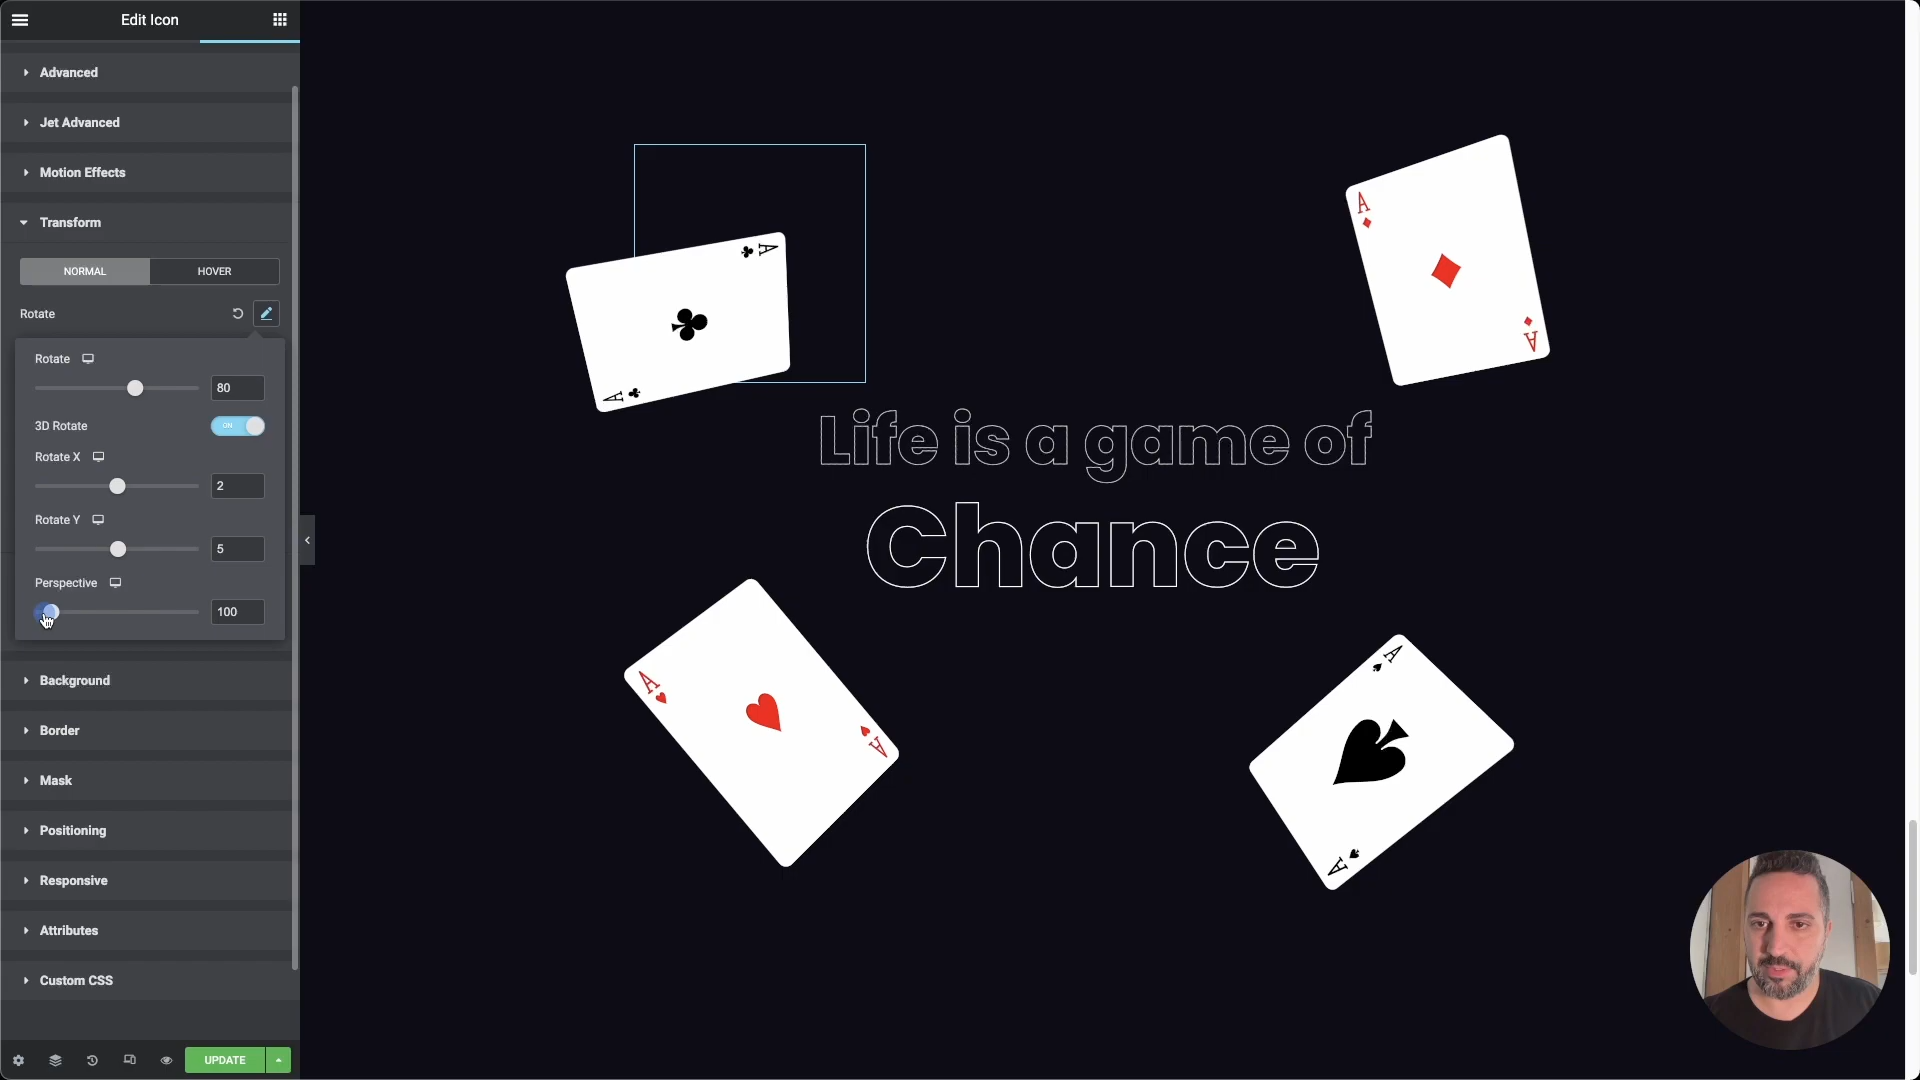 Edit Icon
Advanced
Jet Advanced
Motion Effects
Transform
NORMAL
HOVER
Rotate
Rotate
80
3D Rotate
ON
Rotate X
2
Rotate Y
5
Perspective
100
Background
Border
Mask
Positioning
Responsive
Attributes
Custom CSS
UPDATE
A
A
A
A
Life is a game of
Chance
A
A
A
A